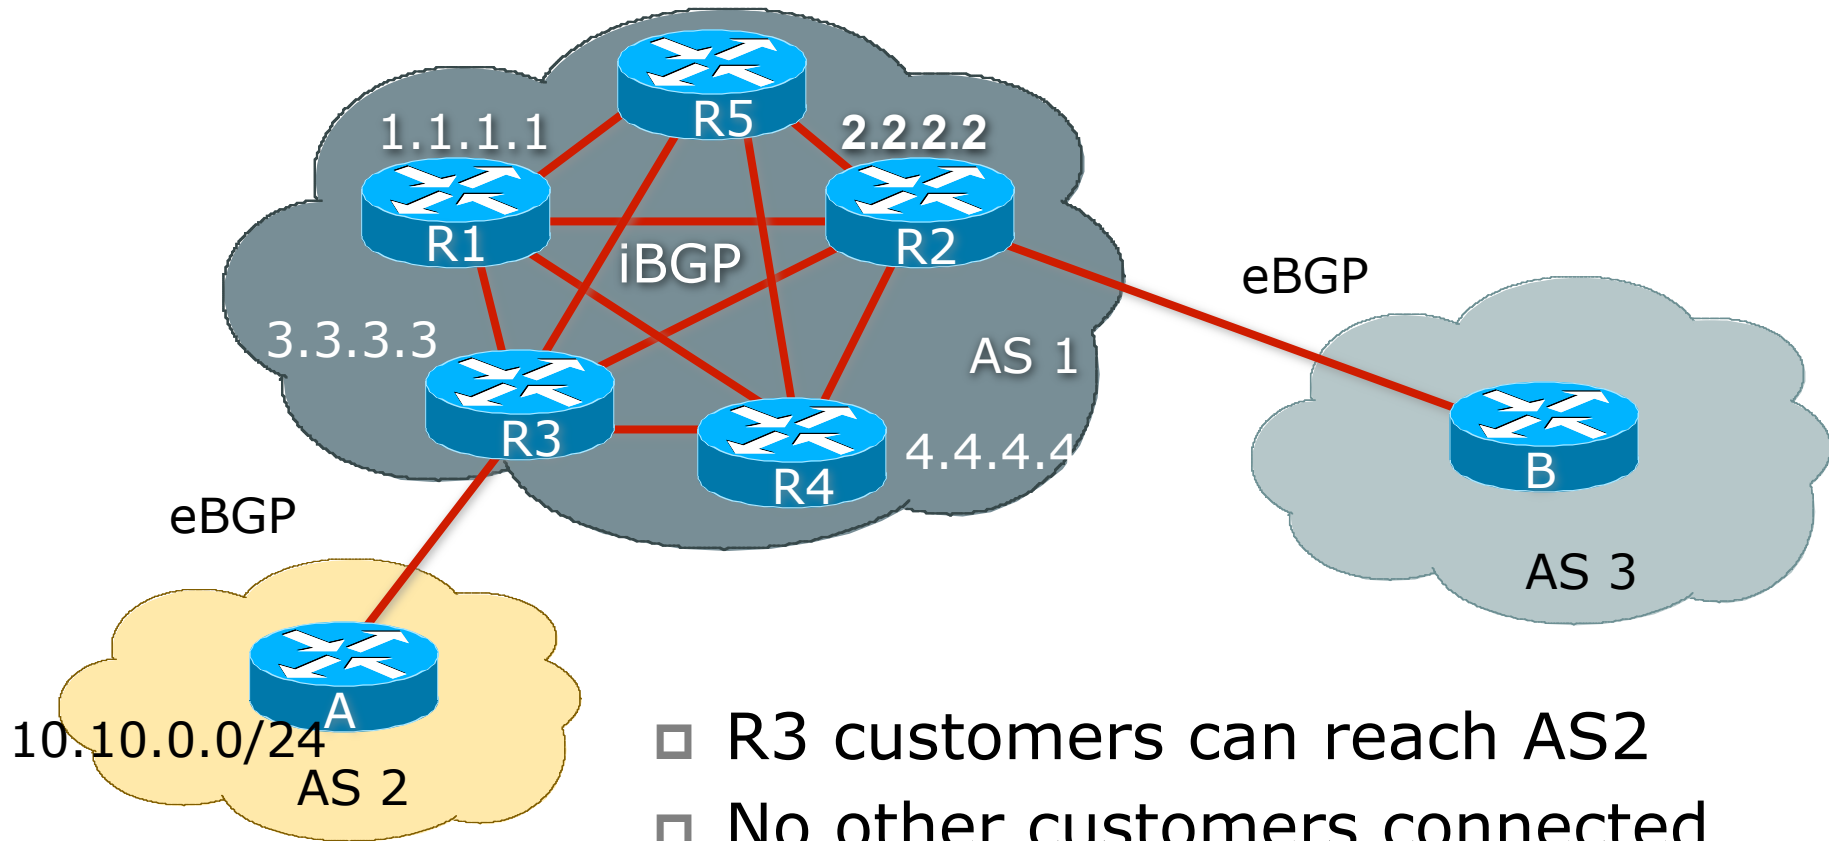 R5
1.1.1.1
2.2.2.2
R1
R2
iBGP
eBGP
3.3.3.3
AS 1
R3
4.4.4.4
R4
B
eBGP
AS 3
A
10.10.0.0/24
AS 2
R3 customers can reach AS2
No other customers connected